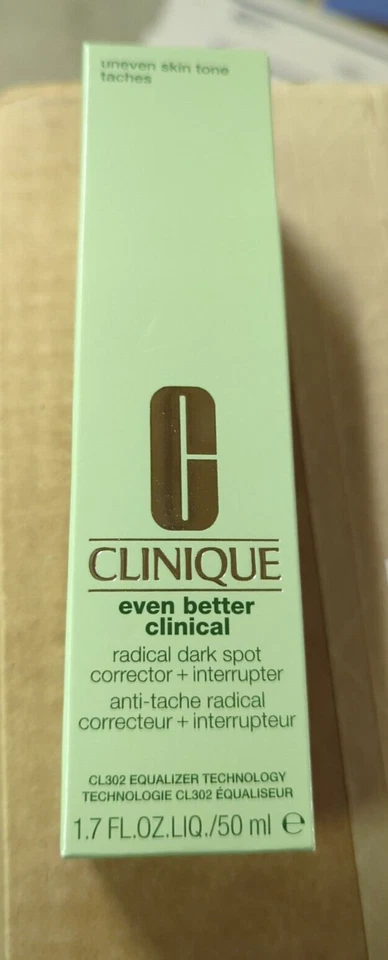 uneven skin tone
taches
C
CLINIQUE
even better
clinical
radical dark spot
corrector + interrupter
anti-tache radical
correcteur + interrupteur
CL302 EQUALIZER TECHNOLOGY
TECHNOLOGIE CL302 ÉQUALISEUR
1.7 FL.OZ.LIQ./50 ml ℮